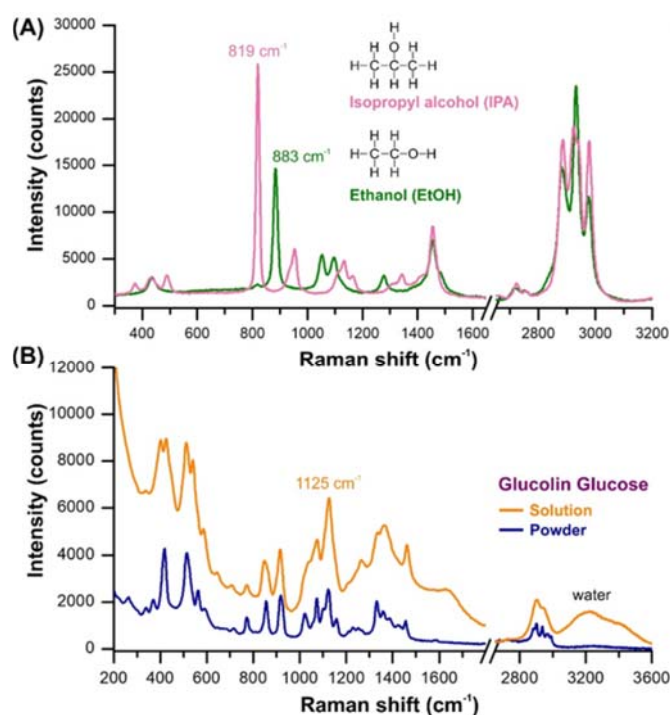 (A)
30000
25000
20000
15000
10000
5000
0
Intensity (counts)
819 cm⁻¹
883 cm⁻¹
H
H O H
H-C-C-C-H
H H H
Isopropyl alcohol (IPA)
H H
H-C-C-O-H
H H
Ethanol (EtOH)
400 600 800 1000 1200 1400 1600 2800 3000 3200
Raman shift (cm⁻¹)
(B)
12000
10000
8000
6000
4000
2000
0
Intensity (counts)
1125 cm⁻¹
Glucolin Glucose
Solution
Powder
water
200 400 600 800 1000 1200 1400 1600 2800 3200 3600
Raman shift (cm⁻¹)